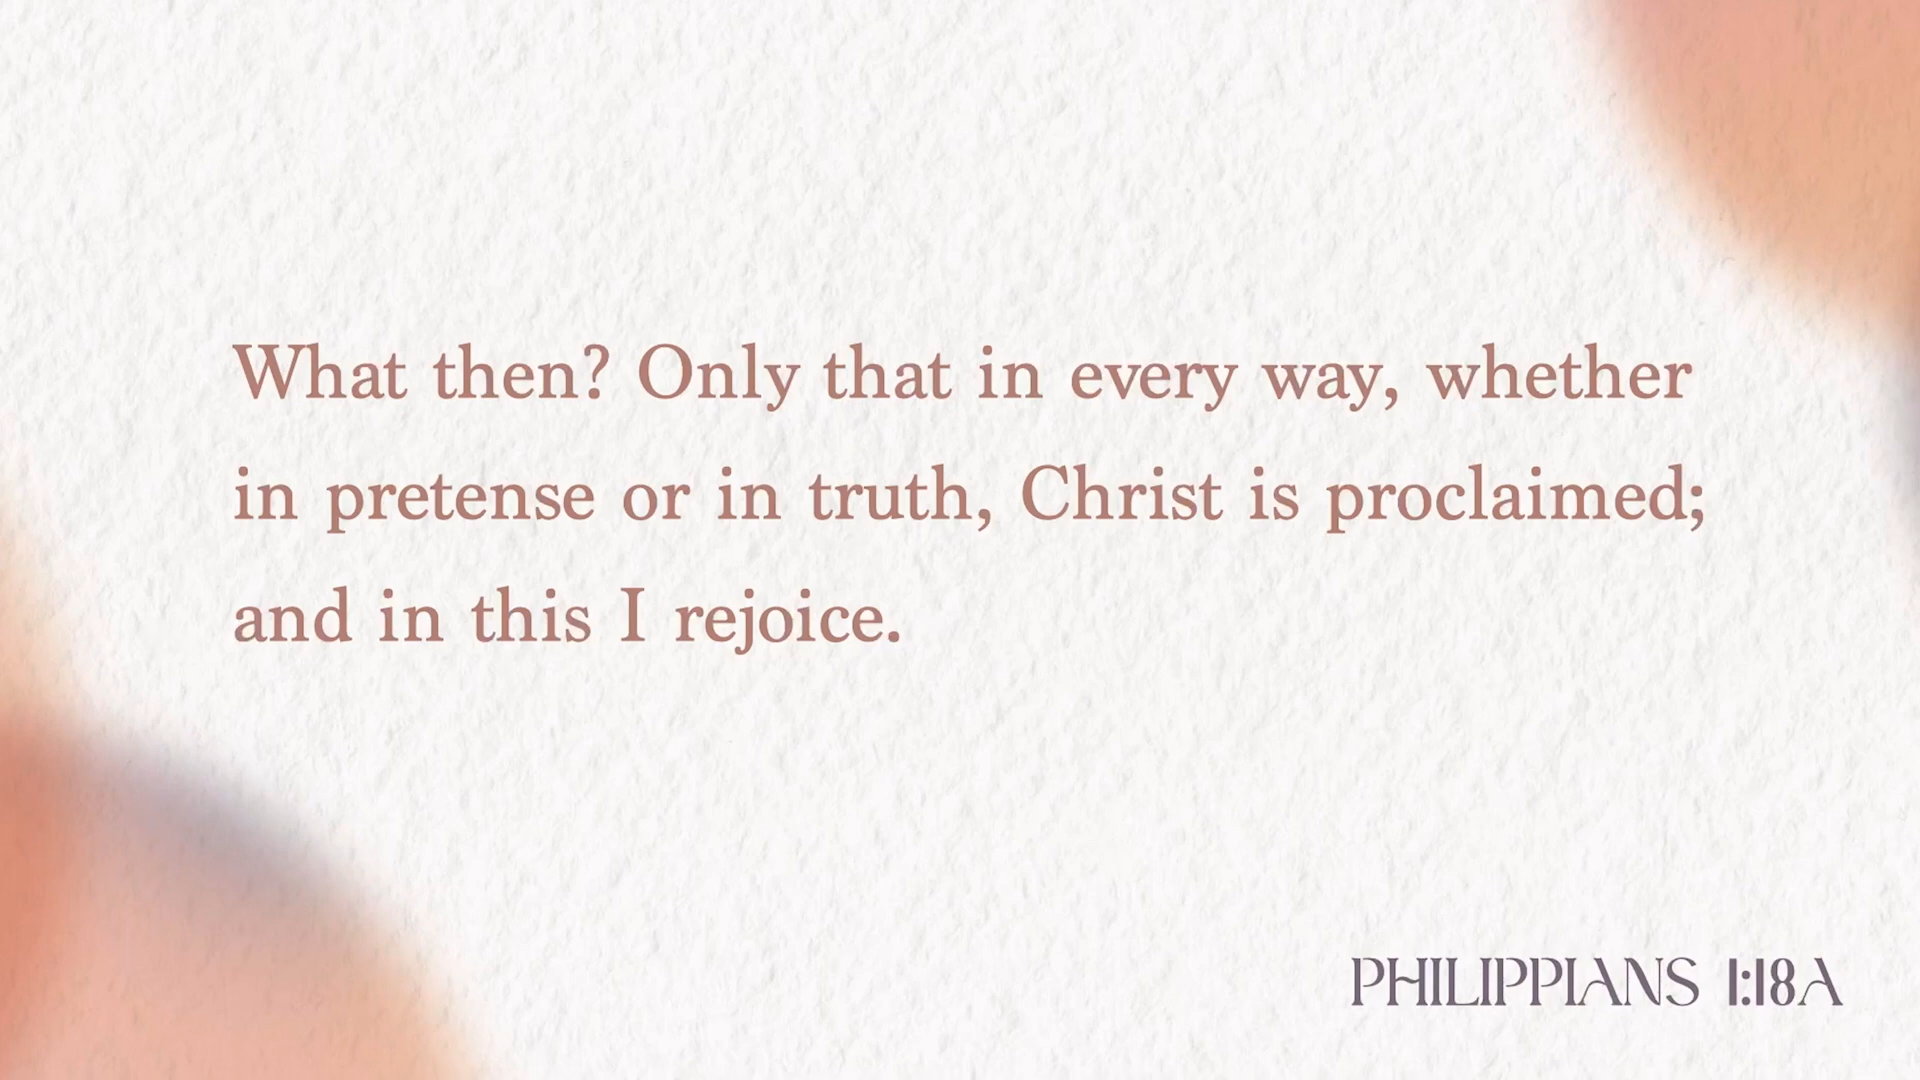 What then? Only that in every way, whether
in pretense or in truth, Christ is proclaimed;
and in this I rejoice.
PHILIPPIANS 1:18A